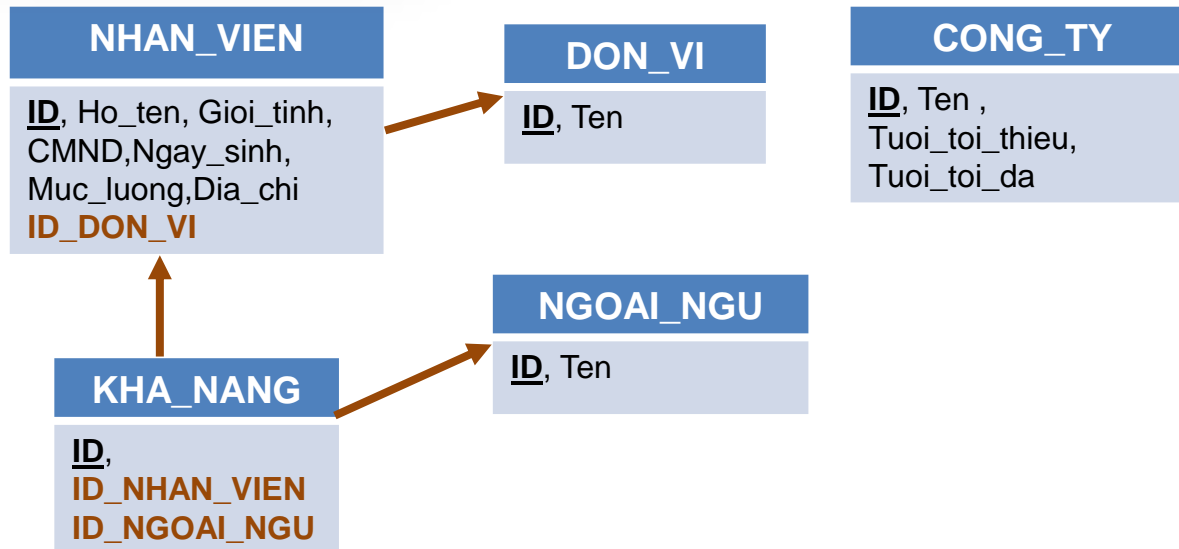 NHAN_VIEN
ID, Ho_ten, Gioi_tinh,
CMND,Ngay_sinh,
Muc_luong,Dia_chi
ID_DON_VI
DON_VI
ID, Ten
CONG_TY
ID, Ten ,
Tuoi_toi_thieu,
Tuoi_toi_da
KHA_NANG
ID,
ID_NHAN_VIEN
ID_NGOAI_NGU
NGOAI_NGU
ID, Ten